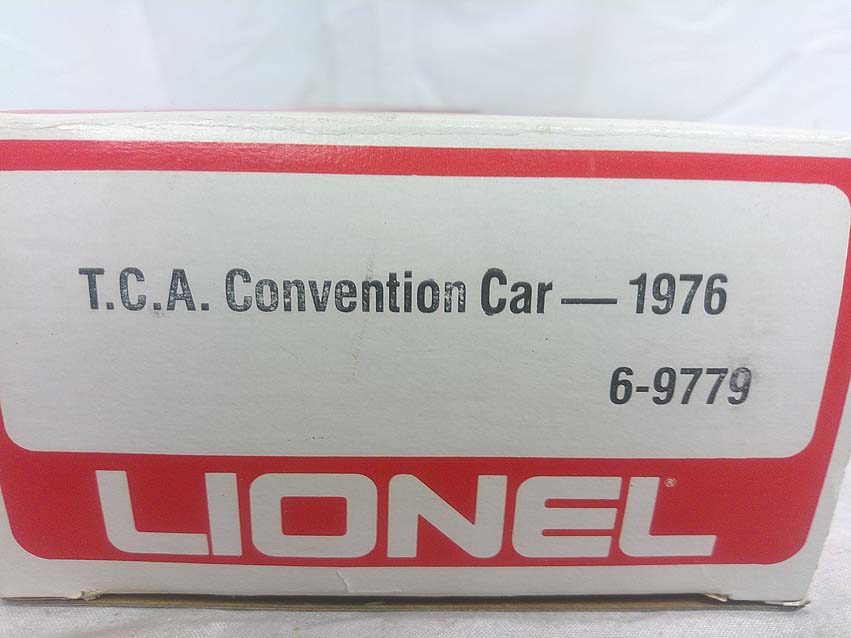 T.C.A. Convention Car — 1976
6-9779
LIONEL®